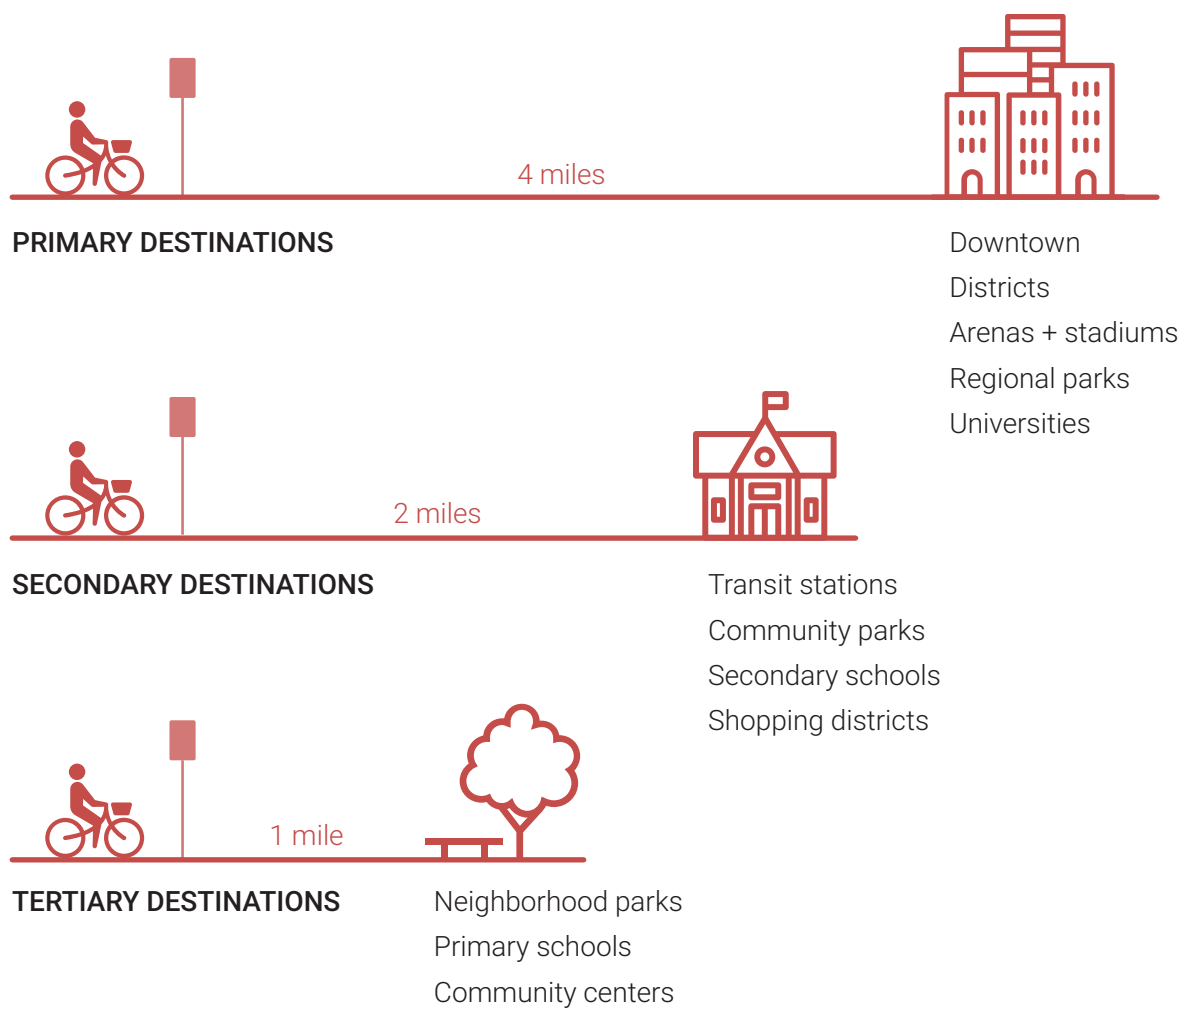 4 miles
PRIMARY DESTINATIONS
Downtown
Districts
Arenas + stadiums
Regional parks
Universities
2 miles
SECONDARY DESTINATIONS
Transit stations
Community parks
Secondary schools
Shopping districts
1 mile
TERTIARY DESTINATIONS
Neighborhood parks
Primary schools
Community centers